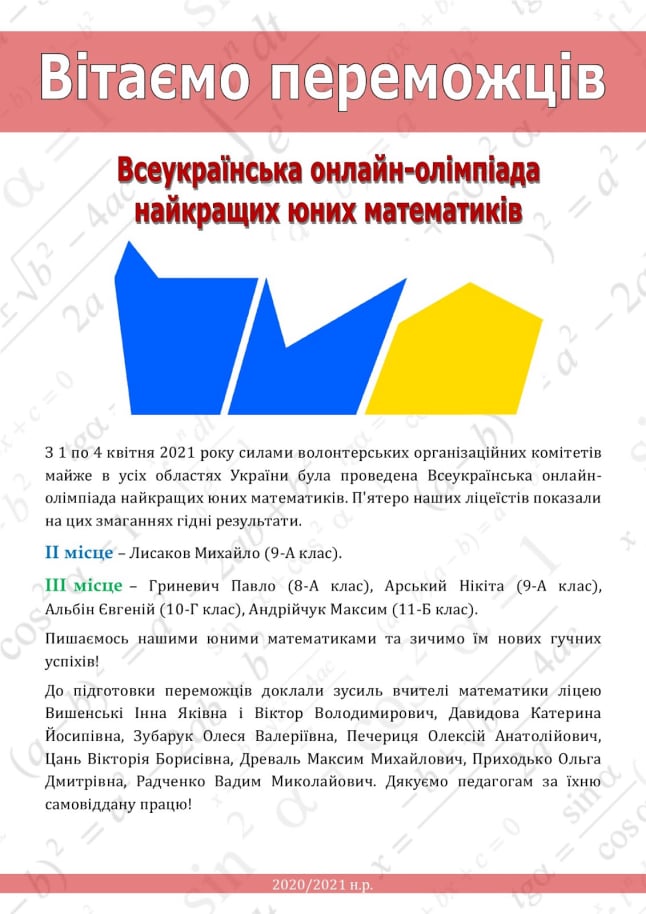 Вітаємо переможців
Всеукраїнська онлайн-олімпіада
найкращих юних математиків
З 1 по 4 квітня 2021 року силами волонтерських організаційних комітетів
майже в усіх областях України була проведена Всеукраїнська онлайн-
олімпіада найкращих юних математиків. П'ятеро наших ліцеїстів показали
на цих змаганнях гідні результати.
ІІ місце – Лисаков Михайло (9-А клас).
ІІІ місце – Гриневич Павло (8-А клас), Арський Нікіта (9-А клас),
Альбін Євгеній (10-Г клас), Андрійчук Максим (11-Б клас).
Пишаємось нашими юними математиками та зичимо їм нових гучних
успіхів!
До підготовки переможців доклали зусиль вчителі математики ліцею
Вишенські Інна Яківна і Віктор Володимирович, Давидова Катерина
Йосипівна, Зубарук Олеся Валеріївна, Печериця Олексій Анатолійович,
Цань Вікторія Борисівна, Древаль Максим Михайлович, Приходько Ольга
Дмитрівна, Радченко Вадим Миколайович. Дякуємо педагогам за їхню
самовіддану працю!
2020/2021 н.р.